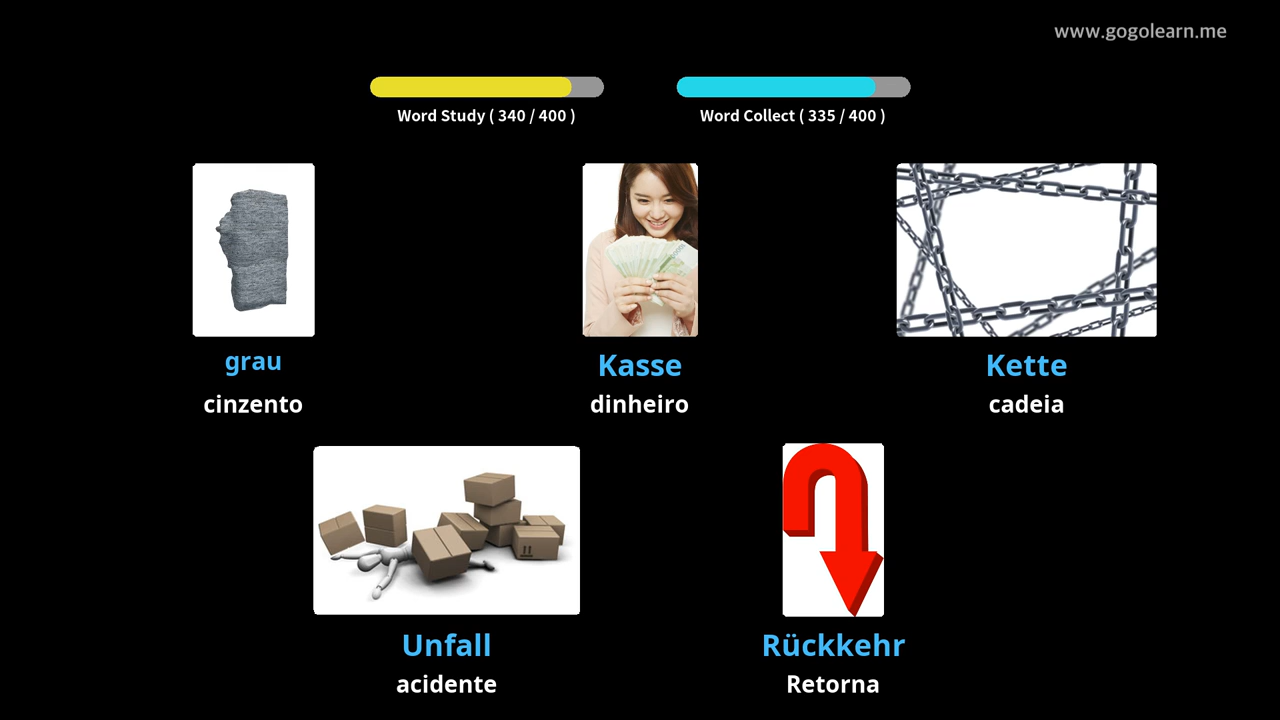 www.gogolearn.me
Word Study ( 340 / 400 )
Word Collect ( 335 / 400 )
grau
cinzento
Kasse
dinheiro
Kette
cadeia
Unfall
acidente
Rückkehr
Retorna